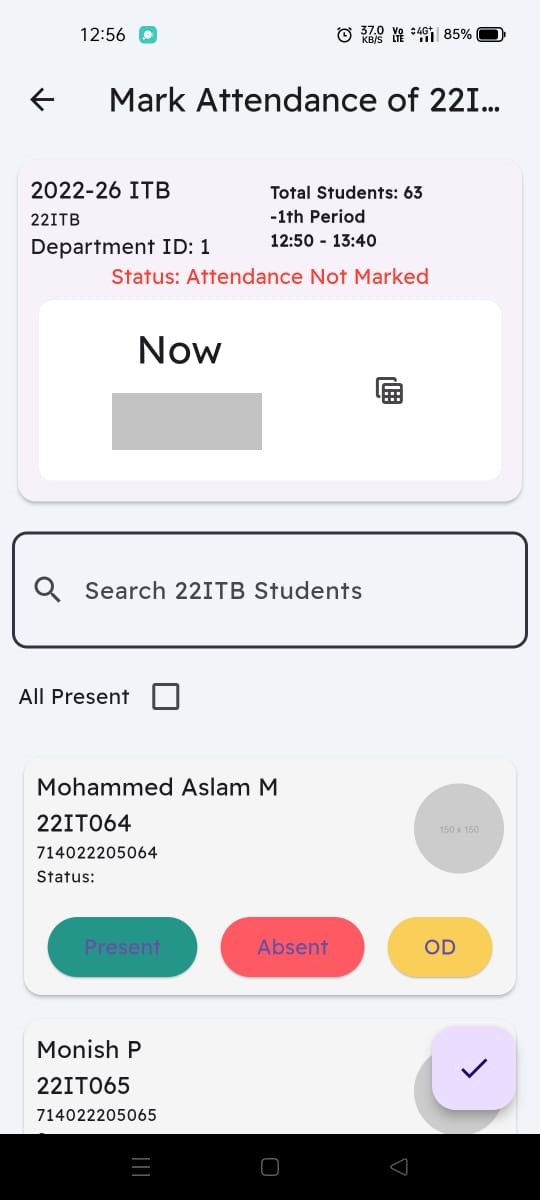 12:56
37.0 KB/S Vo LTE 4G+ 85%
Mark Attendance of 22I...
2022-26 ITB
22ITB
Department ID: 1
Total Students: 63
-1th Period
12:50 - 13:40
Status: Attendance Not Marked
Now
Search 22ITB Students
All Present
Mohammed Aslam M
22IT064
714022205064
Status:
150 x 150
Present Absent OD
Monish P
22IT065
714022205065